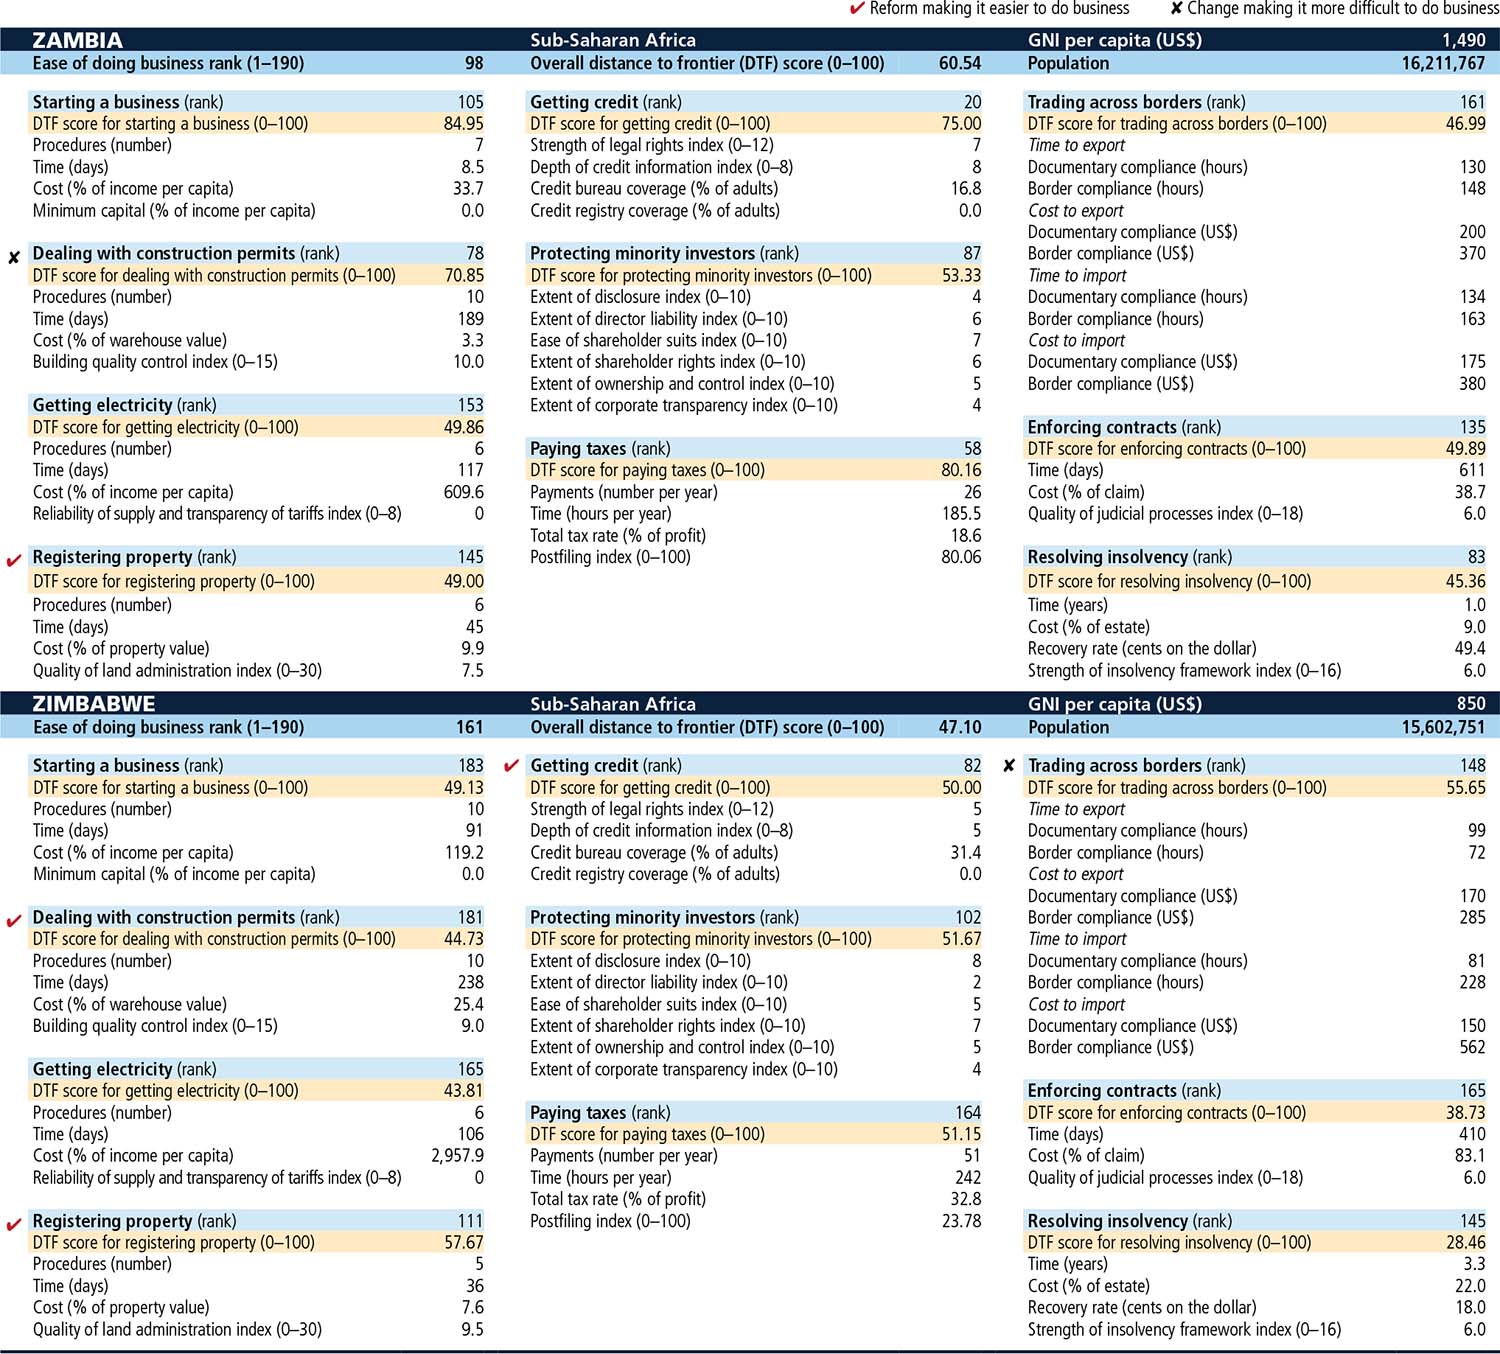 ✔ Reform making it easier to do business ✘ Change making it more difficult to do business
ZAMBIA Sub-Saharan Africa GNI per capita (US$) 1,490
Ease of doing business rank (1–190) 98 Overall distance to frontier (DTF) score (0–100) 60.54 Population 16,211,767
Starting a business (rank) 105
DTF score for starting a business (0–100) 84.95
Procedures (number) 7
Time (days) 8.5
Cost (% of income per capita) 33.7
Minimum capital (% of income per capita) 0.0
✘ Dealing with construction permits (rank) 78
DTF score for dealing with construction permits (0–100) 70.85
Procedures (number) 10
Time (days) 189
Cost (% of warehouse value) 3.3
Building quality control index (0–15) 10.0
Getting electricity (rank) 153
DTF score for getting electricity (0–100) 49.86
Procedures (number) 6
Time (days) 117
Cost (% of income per capita) 609.6
Reliability of supply and transparency of tariffs index (0–8) 0
✔ Registering property (rank) 145
DTF score for registering property (0–100) 49.00
Procedures (number) 6
Time (days) 45
Cost (% of property value) 9.9
Quality of land administration index (0–30) 7.5
Getting credit (rank) 20
DTF score for getting credit (0–100) 75.00
Strength of legal rights index (0–12) 7
Depth of credit information index (0–8) 8
Credit bureau coverage (% of adults) 16.8
Credit registry coverage (% of adults) 0.0
Protecting minority investors (rank) 87
DTF score for protecting minority investors (0–100) 53.33
Extent of disclosure index (0–10) 4
Extent of director liability index (0–10) 6
Ease of shareholder suits index (0–10) 7
Extent of shareholder rights index (0–10) 6
Extent of ownership and control index (0–10) 5
Extent of corporate transparency index (0–10) 4
Paying taxes (rank) 58
DTF score for paying taxes (0–100) 80.16
Payments (number per year) 26
Time (hours per year) 185.5
Total tax rate (% of profit) 18.6
Postfiling index (0–100) 80.06
Trading across borders (rank) 161
DTF score for trading across borders (0–100) 46.99
Time to export
Documentary compliance (hours) 130
Border compliance (hours) 148
Cost to export
Documentary compliance (US$) 200
Border compliance (US$) 370
Time to import
Documentary compliance (hours) 134
Border compliance (hours) 163
Cost to import
Documentary compliance (US$) 175
Border compliance (US$) 380
Enforcing contracts (rank) 135
DTF score for enforcing contracts (0–100) 49.89
Time (days) 611
Cost (% of claim) 38.7
Quality of judicial processes index (0–18) 6.0
Resolving insolvency (rank) 83
DTF score for resolving insolvency (0–100) 45.36
Time (years) 1.0
Cost (% of estate) 9.0
Recovery rate (cents on the dollar) 49.4
Strength of insolvency framework index (0–16) 6.0
ZIMBABWE Sub-Saharan Africa GNI per capita (US$) 850
Ease of doing business rank (1–190) 161 Overall distance to frontier (DTF) score (0–100) 47.10 Population 15,602,751
Starting a business (rank) 183
DTF score for starting a business (0–100) 49.13
Procedures (number) 10
Time (days) 91
Cost (% of income per capita) 119.2
Minimum capital (% of income per capita) 0.0
✔ Dealing with construction permits (rank) 181
DTF score for dealing with construction permits (0–100) 44.73
Procedures (number) 10
Time (days) 238
Cost (% of warehouse value) 25.4
Building quality control index (0–15) 9.0
Getting electricity (rank) 165
DTF score for getting electricity (0–100) 43.81
Procedures (number) 6
Time (days) 106
Cost (% of income per capita) 2,957.9
Reliability of supply and transparency of tariffs index (0–8) 0
✔ Registering property (rank) 111
DTF score for registering property (0–100) 57.67
Procedures (number) 5
Time (days) 36
Cost (% of property value) 7.6
Quality of land administration index (0–30) 9.5
✔ Getting credit (rank) 82
DTF score for getting credit (0–100) 50.00
Strength of legal rights index (0–12) 5
Depth of credit information index (0–8) 5
Credit bureau coverage (% of adults) 31.4
Credit registry coverage (% of adults) 0.0
Protecting minority investors (rank) 102
DTF score for protecting minority investors (0–100) 51.67
Extent of disclosure index (0–10) 8
Extent of director liability index (0–10) 2
Ease of shareholder suits index (0–10) 5
Extent of shareholder rights index (0–10) 7
Extent of ownership and control index (0–10) 5
Extent of corporate transparency index (0–10) 4
Paying taxes (rank) 164
DTF score for paying taxes (0–100) 51.15
Payments (number per year) 51
Time (hours per year) 242
Total tax rate (% of profit) 32.8
Postfiling index (0–100) 23.78
✘ Trading across borders (rank) 148
DTF score for trading across borders (0–100) 55.65
Time to export
Documentary compliance (hours) 99
Border compliance (hours) 72
Cost to export
Documentary compliance (US$) 170
Border compliance (US$) 285
Time to import
Documentary compliance (hours) 81
Border compliance (hours) 228
Cost to import
Documentary compliance (US$) 150
Border compliance (US$) 562
Enforcing contracts (rank) 165
DTF score for enforcing contracts (0–100) 38.73
Time (days) 410
Cost (% of claim) 83.1
Quality of judicial processes index (0–18) 6.0
Resolving insolvency (rank) 145
DTF score for resolving insolvency (0–100) 28.46
Time (years) 3.3
Cost (% of estate) 22.0
Recovery rate (cents on the dollar) 18.0
Strength of insolvency framework index (0–16) 6.0